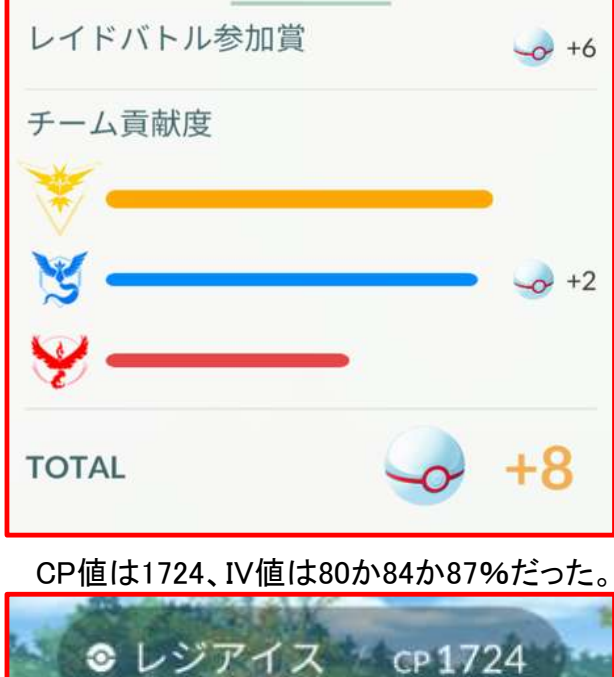 レイドバトル参加賞 +6
チーム貢献度
+2
TOTAL +8
CP値は1724、IV値は80か84か87%だった。
レジアイス CP1724